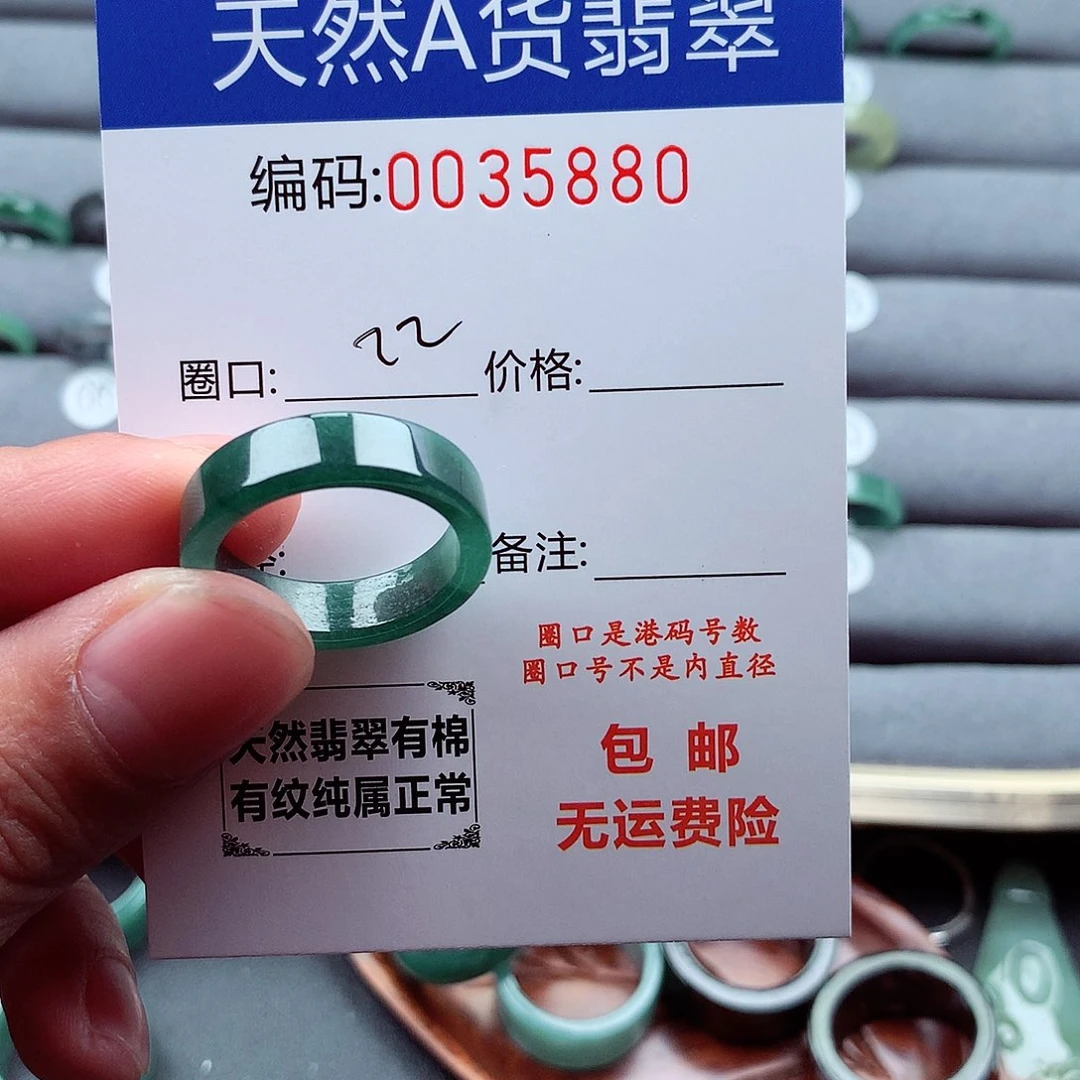 天然A货翡翠
编码:0035880
圈口: 22 价格:
备注:
圈口是港码号数
圈口号不是内直径
天然翡翠有棉
有纹纯属正常
包邮
无运费险